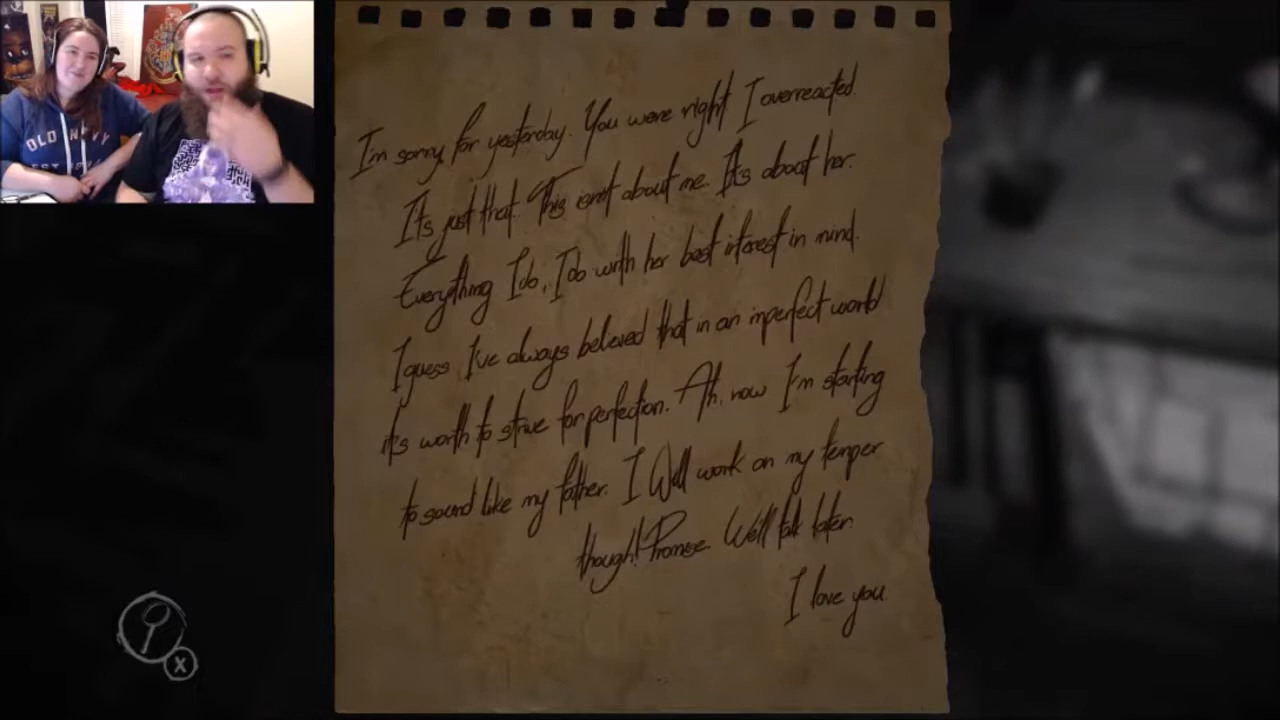 OLD NAVY
I'm sorry for yesterday. You were right I overreacted.
It's just that. This isnt about me. It's about her.
Everything I do, I do with her best interest in mind.
I guess I've always believed that in an imperfect world
it's worth to strive for perfection. Ah, now I'm starting
to sound like my father. I Will work on my temper
though! Promise. We'll talk later.
I love you
X